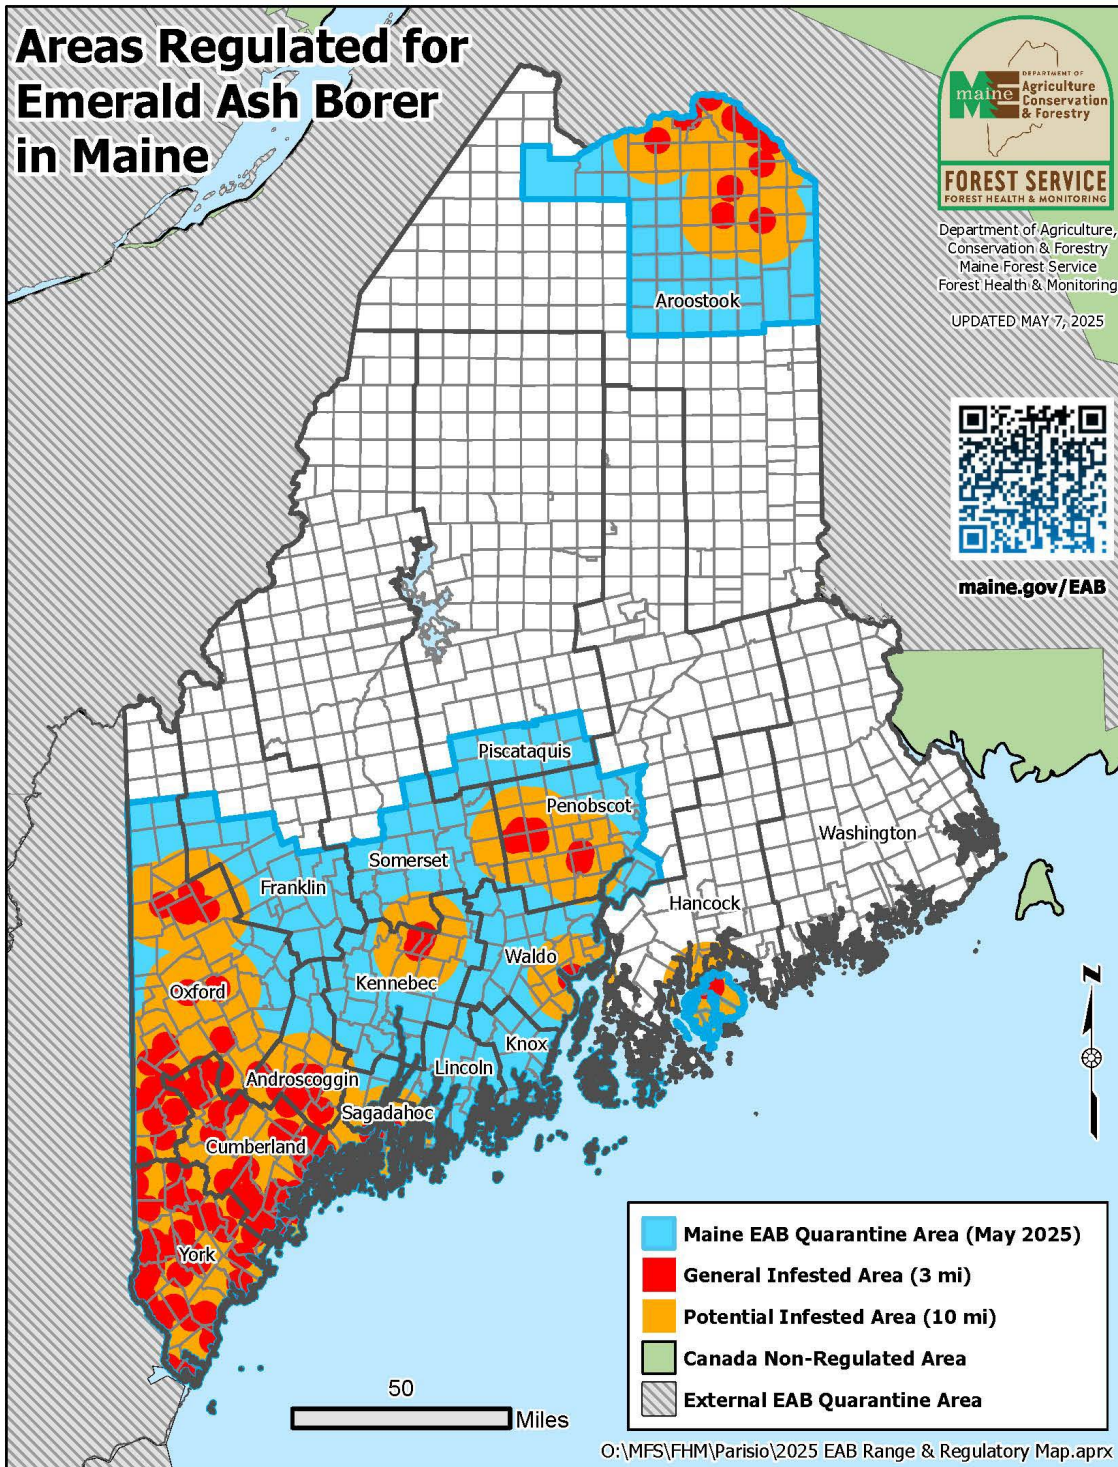 Areas Regulated for
Emerald Ash Borer
in Maine
DEPARTMENT OF
maine
Agriculture
Conservation
& Forestry
FOREST SERVICE
FOREST HEALTH & MONITORING
Department of Agriculture,
Conservation & Forestry
Maine Forest Service
Forest Health & Monitoring
UPDATED MAY 7, 2025
maine.gov/EAB
Aroostook
Piscataquis
Penobscot
Somerset
Washington
Franklin
Hancock
Waldo
Kennebec
Oxford
Knox
Lincoln
Androscoggin
Sagadahoc
Cumberland
York
N
Maine EAB Quarantine Area (May 2025)
General Infested Area (3 mi)
Potential Infested Area (10 mi)
Canada Non-Regulated Area
External EAB Quarantine Area
50
Miles
O:\MFS\FHM\Parisio\2025 EAB Range & Regulatory Map.aprx